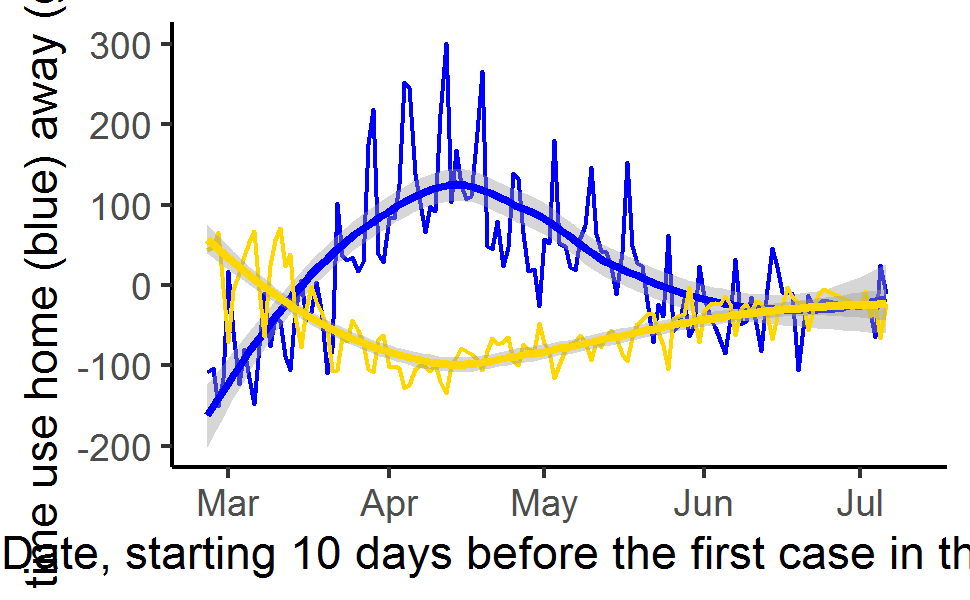 time use home (blue) away (g
300
200
100
0
-100
-200
Mar Apr May Jun Jul
Date, starting 10 days before the first case in th